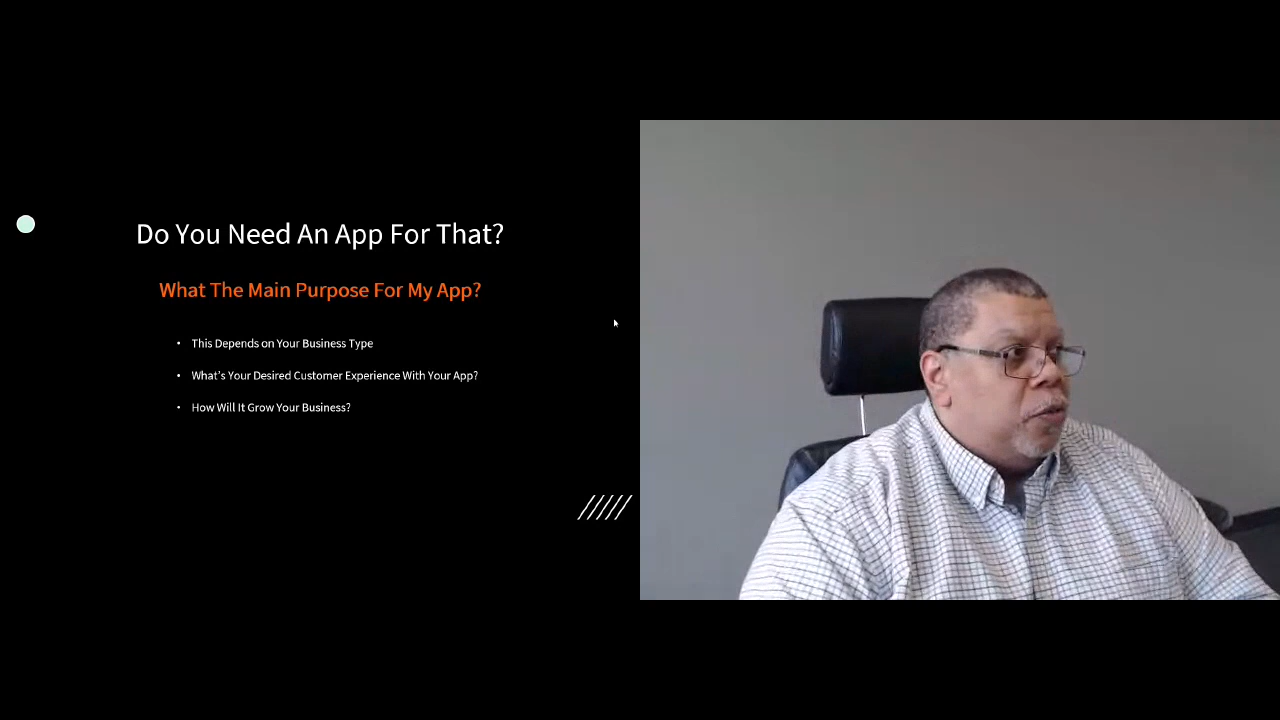 Do You Need An App For That?
What The Main Purpose For My App?
• This Depends on Your Business Type
• What's Your Desired Customer Experience With Your App?
• How Will It Grow Your Business?